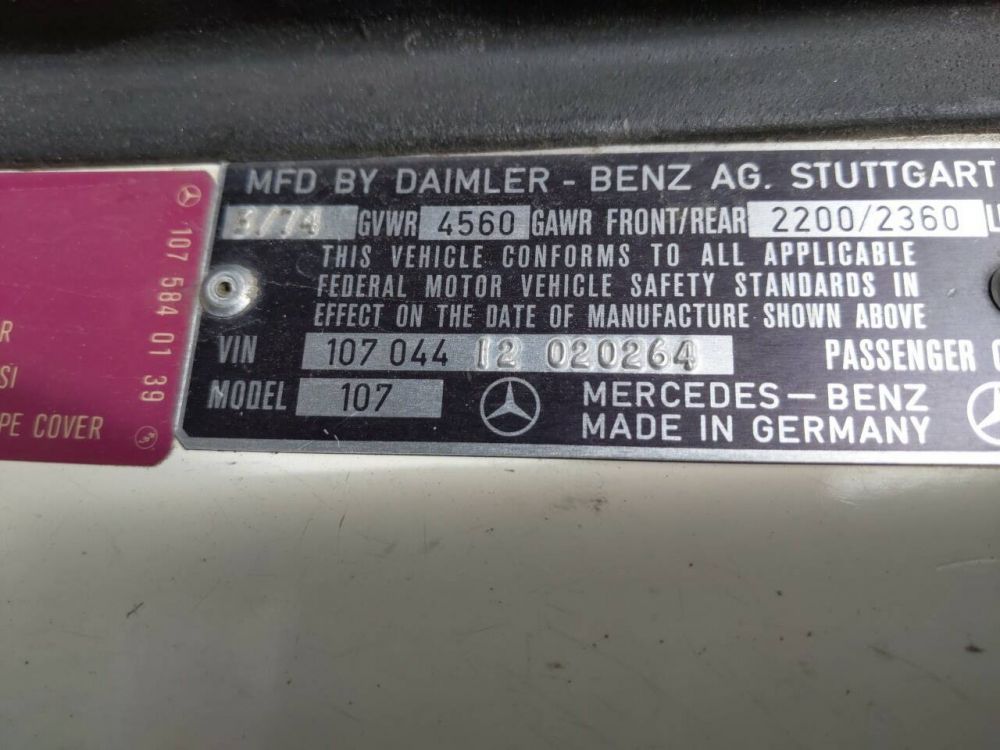 MFD BY DAIMLER - BENZ AG. STUTTGART
3/74 GVWR 4560 GAWR FRONT/REAR 2200/2360
THIS VEHICLE CONFORMS TO ALL APPLICABLE
FEDERAL MOTOR VEHICLE SAFETY STANDARDS IN
EFFECT ON THE DATE OF MANUFACTURE SHOWN ABOVE
VIN 107 044 12 020264 PASSENGER
MODEL 107 MERCEDES-BENZ
MADE IN GERMANY
107 584 01 39
PE COVER